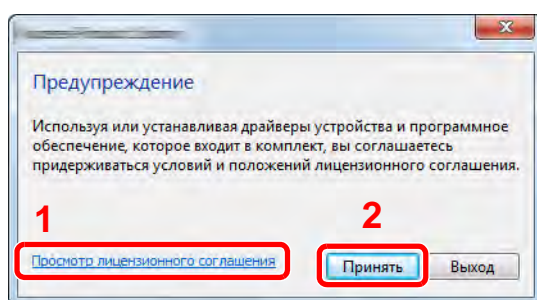 Предупреждение
Используя или устанавливая драйверы устройства и программное
обеспечение, которое входит в комплект, вы соглашаетесь
придерживаться условий и положений лицензионного соглашения.
1
2
Просмотр лицензионного соглашения
Принять
Выход